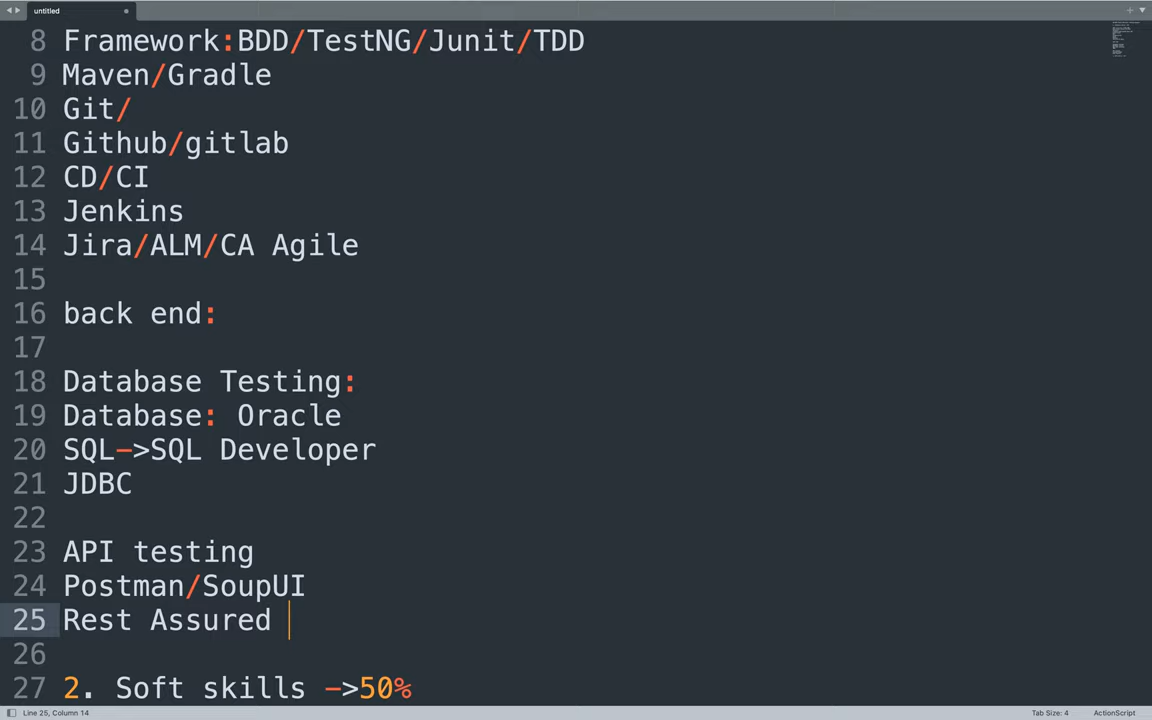 untitled
8 Framework:BDD/TestNG/Junit/TDD
9 Maven/Gradle
10 Git/
11 Github/gitlab
12 CD/CI
13 Jenkins
14 Jira/ALM/CA Agile
15
16 back end:
17
18 Database Testing:
19 Database: Oracle
20 SQL->SQL Developer
21 JDBC
22
23 API testing
24 Postman/SoupUI
25 Rest Assured
26
27 2. Soft skills ->50%
Line 25, Column 14 Tab Size: 4 ActionScript